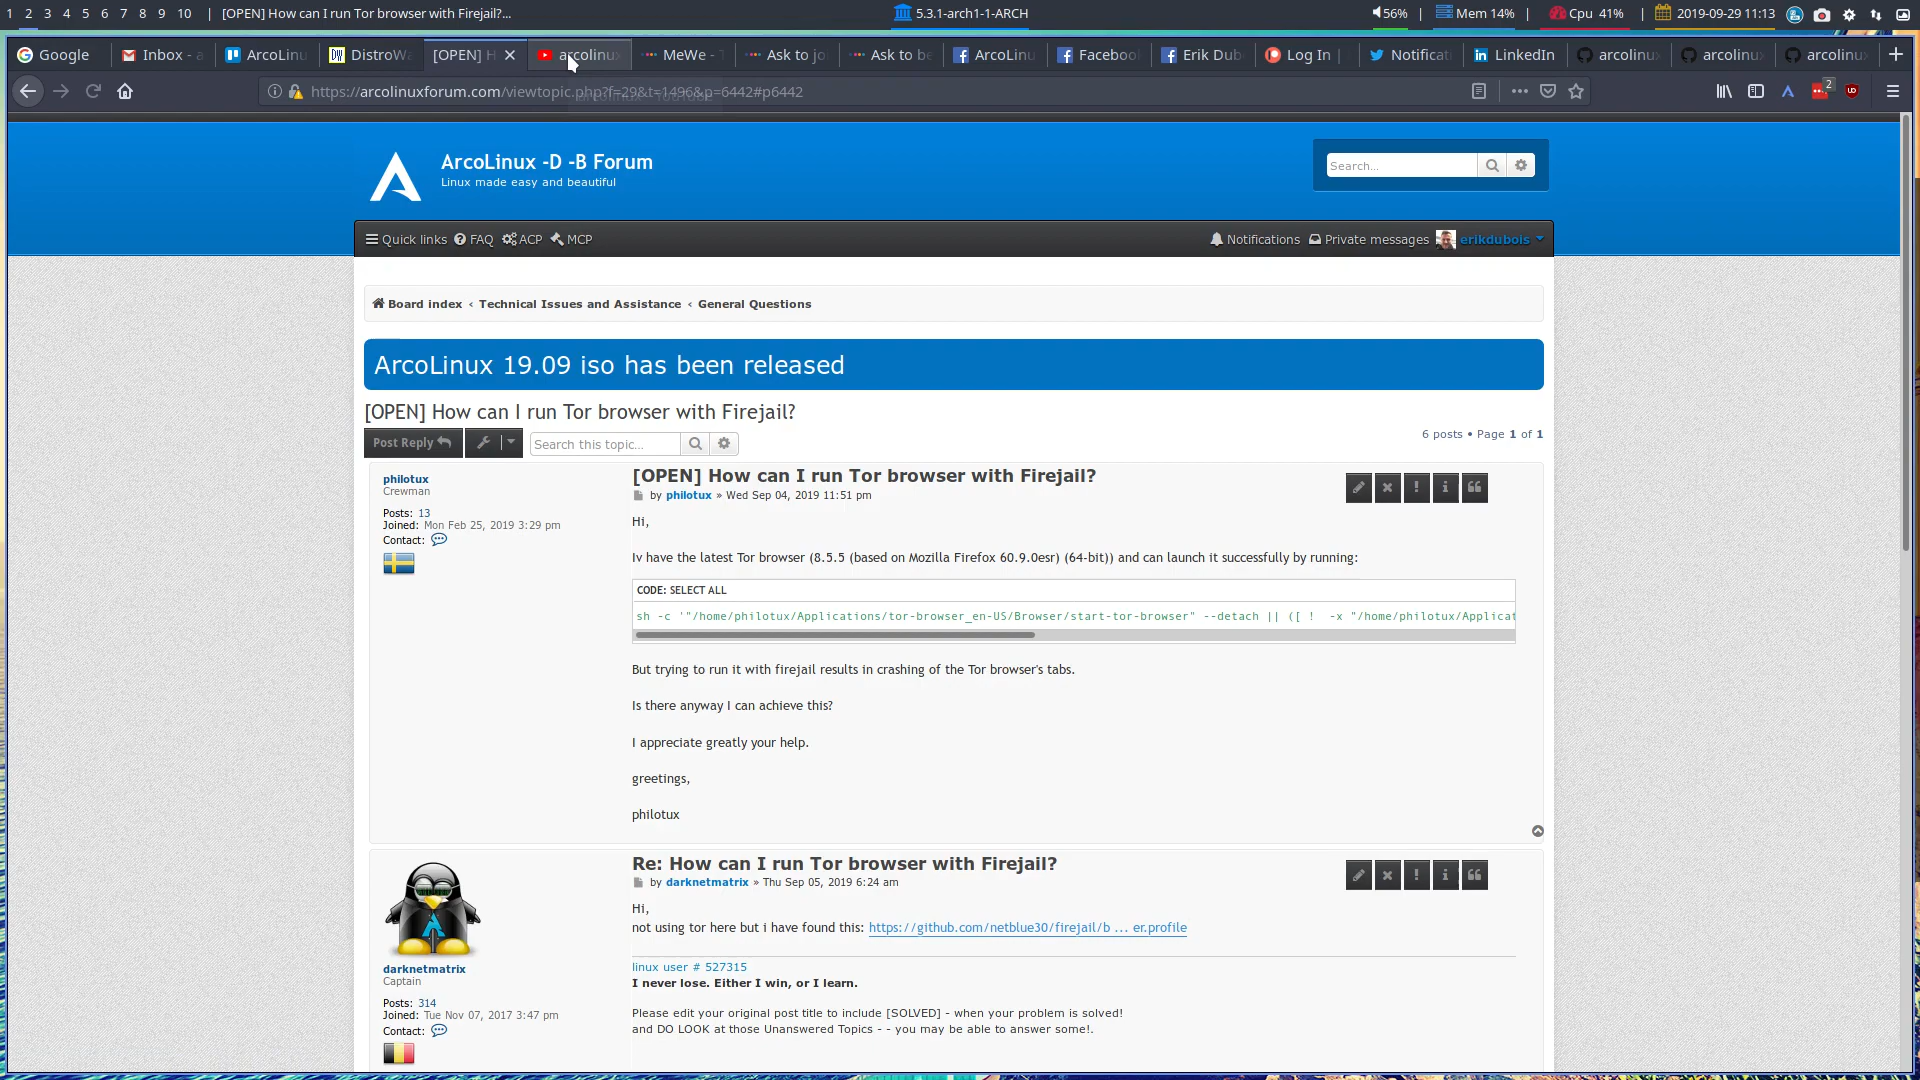 1 2 3 4 5 6 7 8 9 10 | [OPEN] How can I run Tor browser with Firejail?... 5.3.1-arch1-1-ARCH 56% | Mem 14% | Cpu 41% | 2019-09-29 11:13
Google Inbox - a ArcoLinu DistroWa [OPEN] H arcolinux MeWe - T Ask to jo Ask to be ArcoLinu Faceboo Erik Dub Log In | Notificat LinkedIn arcolinu arcolinu arcolinu
https://arcolinuxforum.com/viewtopic.php?f=29&t=1496&p=6442#p6442 2
ArcoLinux -D -B Forum
Linux made easy and beautiful
Search...
Quick links FAQ ACP MCP Notifications Private messages erikdubois
Board index ‹ Technical Issues and Assistance ‹ General Questions
ArcoLinux 19.09 iso has been released
[OPEN] How can I run Tor browser with Firejail?
Post Reply Search this topic... 6 posts • Page 1 of 1
philotux
Crewman
Posts: 13
Joined: Mon Feb 25, 2019 3:29 pm
Contact:
[OPEN] How can I run Tor browser with Firejail?
by philotux » Wed Sep 04, 2019 11:51 pm
Hi,
Iv have the latest Tor browser (8.5.5 (based on Mozilla Firefox 60.9.0esr) (64-bit)) and can launch it successfully by running:
CODE: SELECT ALL
sh -c '"/home/philotux/Applications/tor-browser_en-US/Browser/start-tor-browser" --detach || ([ !  -x "/home/philotux/Applicat
But trying to run it with firejail results in crashing of the Tor browser's tabs.
Is there anyway I can achieve this?
I appreciate greatly your help.
greetings,
philotux
darknetmatrix
Captain
Posts: 314
Joined: Tue Nov 07, 2017 3:47 pm
Contact:
Re: How can I run Tor browser with Firejail?
by darknetmatrix » Thu Sep 05, 2019 6:24 am
Hi,
not using tor here but i have found this: https://github.com/netblue30/firejail/b ... er.profile
linux user # 527315
I never lose. Either I win, or I learn.
Please edit your original post title to include [SOLVED] - when your problem is solved!
and DO LOOK at those Unanswered Topics - - you may be able to answer some!.